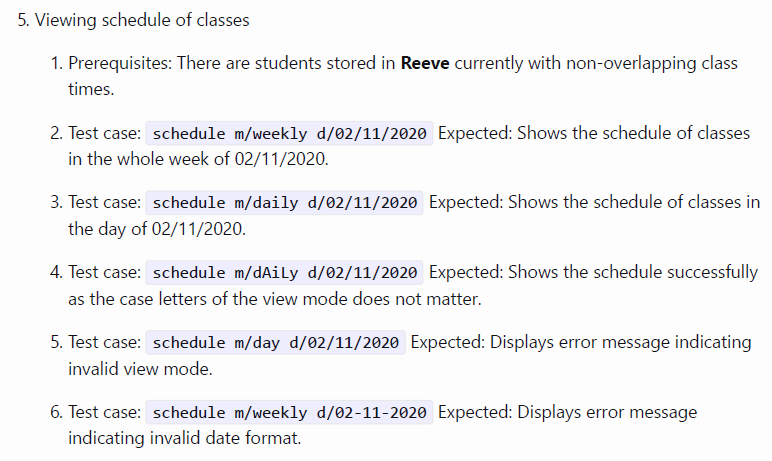 5. Viewing schedule of classes
1. Prerequisites: There are students stored in Reeve currently with non-overlapping class
times.
2. Test case: schedule m/weekly d/02/11/2020 Expected: Shows the schedule of classes
in the whole week of 02/11/2020.
3. Test case: schedule m/daily d/02/11/2020 Expected: Shows the schedule of classes in
the day of 02/11/2020.
4. Test case: schedule m/dAiLy d/02/11/2020 Expected: Shows the schedule successfully
as the case letters of the view mode does not matter.
5. Test case: schedule m/day d/02/11/2020 Expected: Displays error message indicating
invalid view mode.
6. Test case: schedule m/weekly d/02-11-2020 Expected: Displays error message
indicating invalid date format.